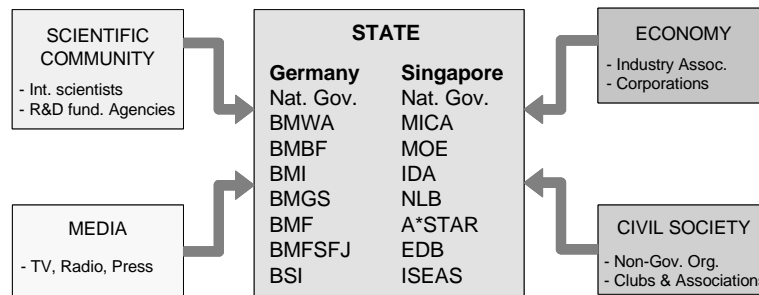 SCIENTIFIC
COMMUNITY
- Int. scientists
- R&D fund. Agencies
STATE
Germany Singapore
Nat. Gov. Nat. Gov.
BMWA MICA
BMBF MOE
BMI IDA
BMGS NLB
BMF A*STAR
BMFSFJ EDB
BSI ISEAS
ECONOMY
- Industry Assoc.
- Corporations
MEDIA
- TV, Radio, Press
CIVIL SOCIETY
- Non-Gov. Org.
- Clubs & Associations